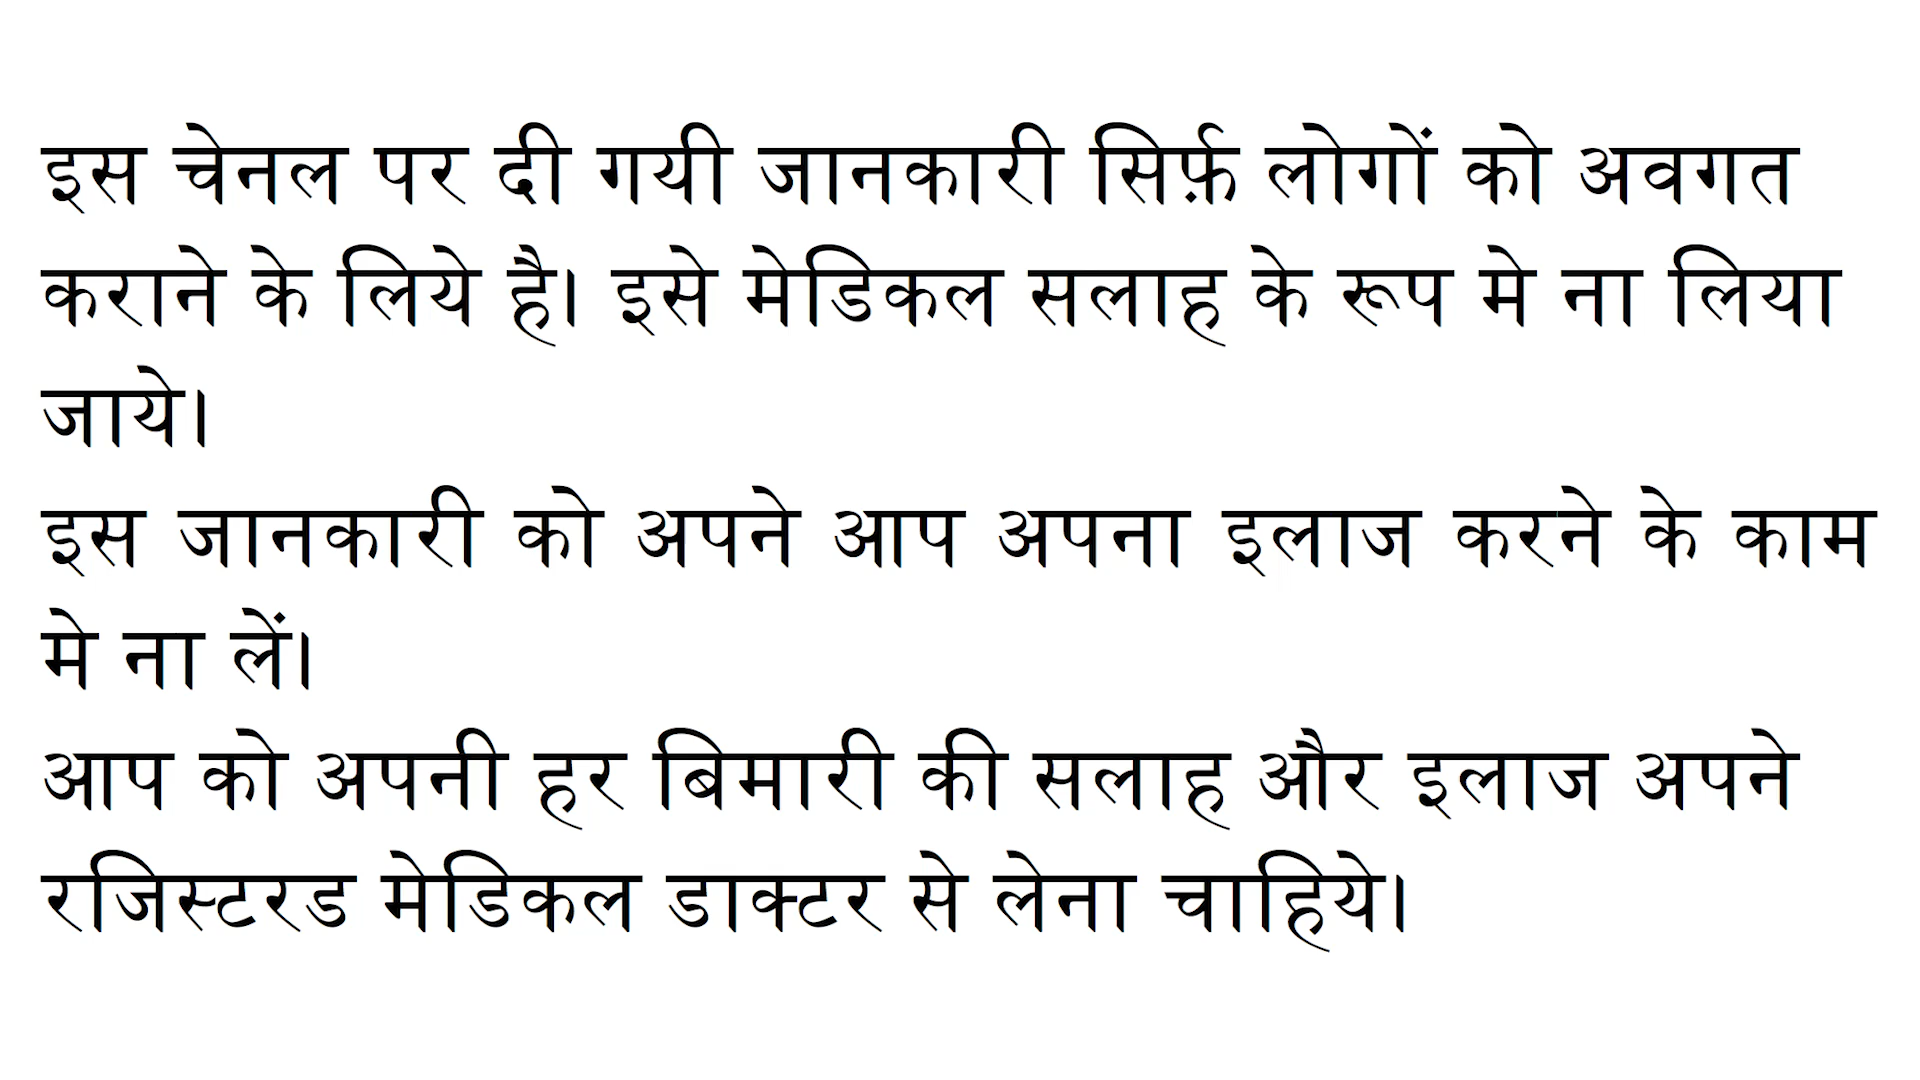 इस चेनल पर दी गयी जानकारी सिर्फ़ लोगों को अवगत
कराने के लिये है। इसे मेडिकल सलाह के रूप मे ना लिया
जाये।
इस जानकारी को अपने आप अपना इलाज करने के काम
मे ना लें।
आप को अपनी हर बिमारी की सलाह और इलाज अपने
रजिस्टरड मेडिकल डाक्टर से लेना चाहिये।